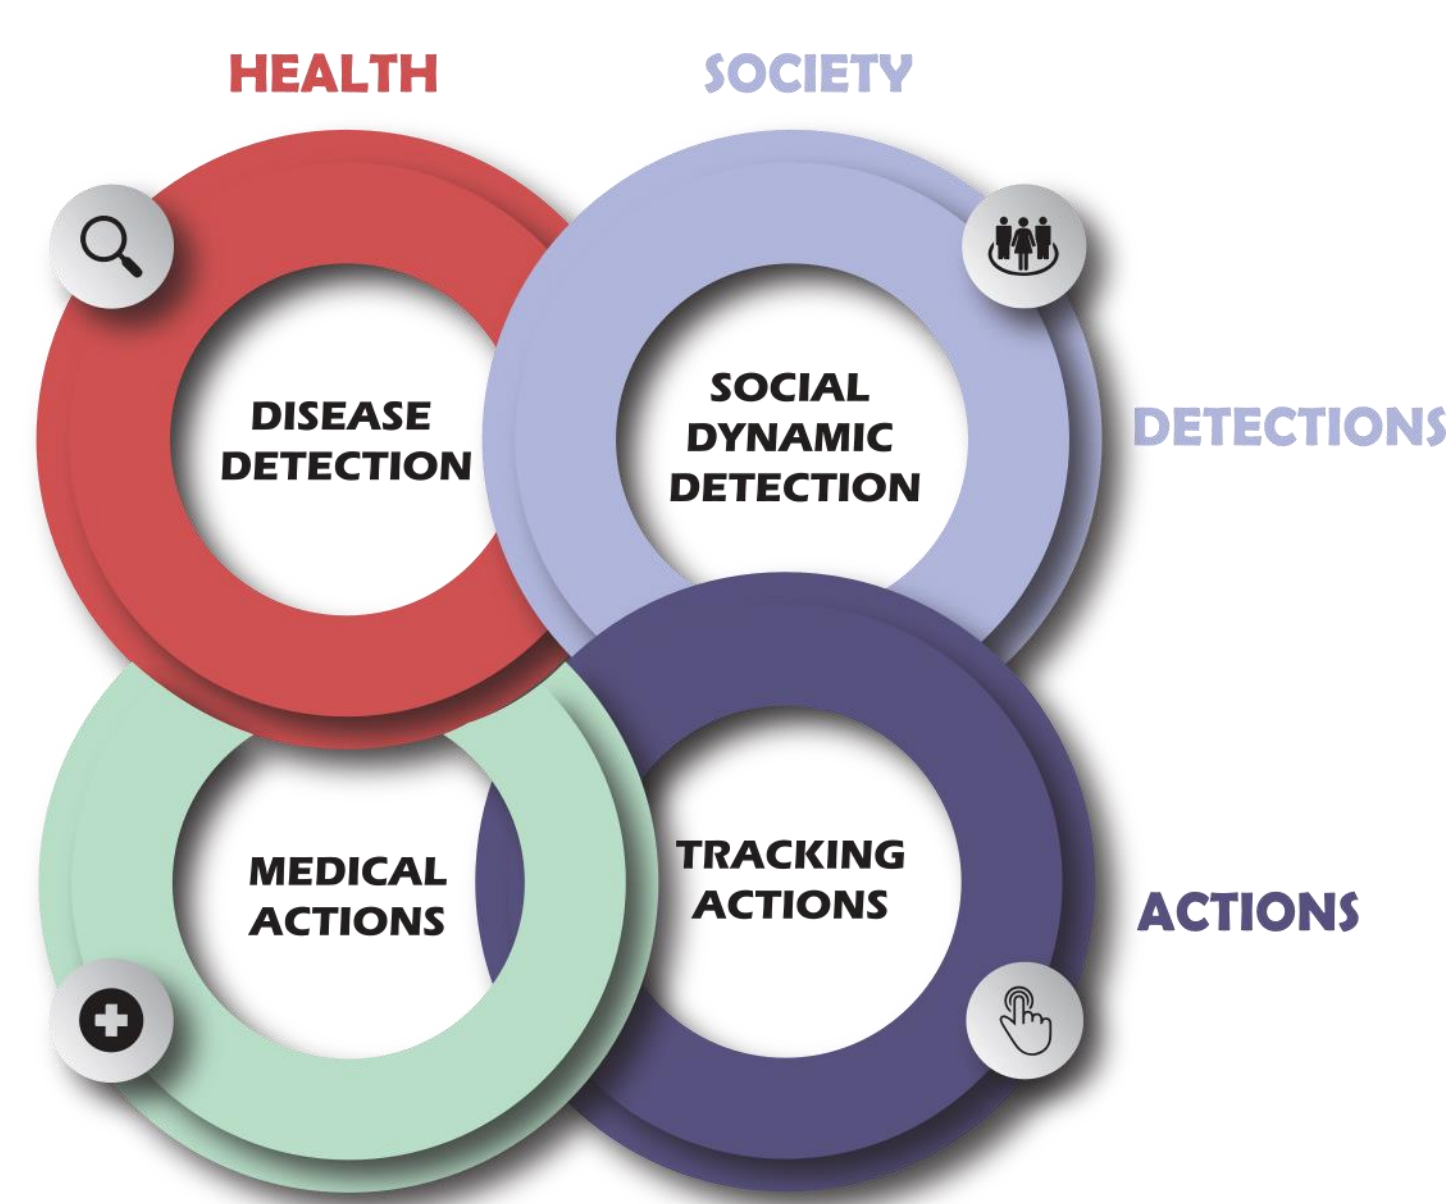 HEALTH
SOCIETY
DISEASE
DETECTION
SOCIAL
DYNAMIC
DETECTION
DETECTIONS
MEDICAL
ACTIONS
TRACKING
ACTIONS
ACTIONS